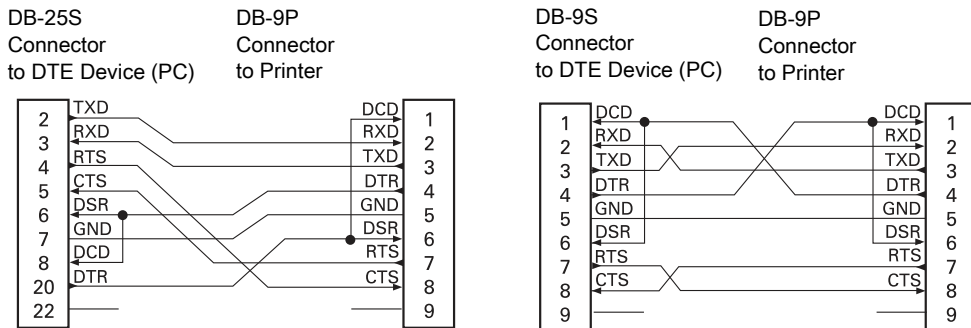 DB-25S
Connector
to DTE Device (PC)
DB-9P
Connector
to Printer
2 TXD DCD 1
3 RXD RXD 2
4 RTS TXD 3
5 CTS DTR 4
6 DSR GND 5
7 GND DSR 6
8 DCD RTS 7
20 DTR CTS 8
22 9
DB-9S
Connector
to DTE Device (PC)
DB-9P
Connector
to Printer
1 DCD DCD 1
2 RXD RXD 2
3 TXD TXD 3
4 DTR DTR 4
5 GND GND 5
6 DSR DSR 6
7 RTS RTS 7
8 CTS CTS 8
9 9